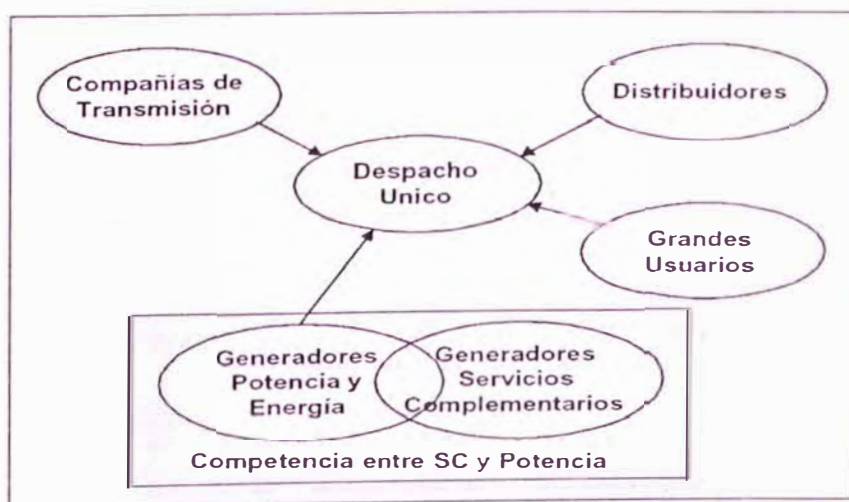 Compañías de
Transmisión
Distribuidores
Despacho
Unico
Grandes
Usuarios
Generadores
Potencia y
Energía
Generadores
Servicios
Complementarios
Competencia entre SC y Potencia